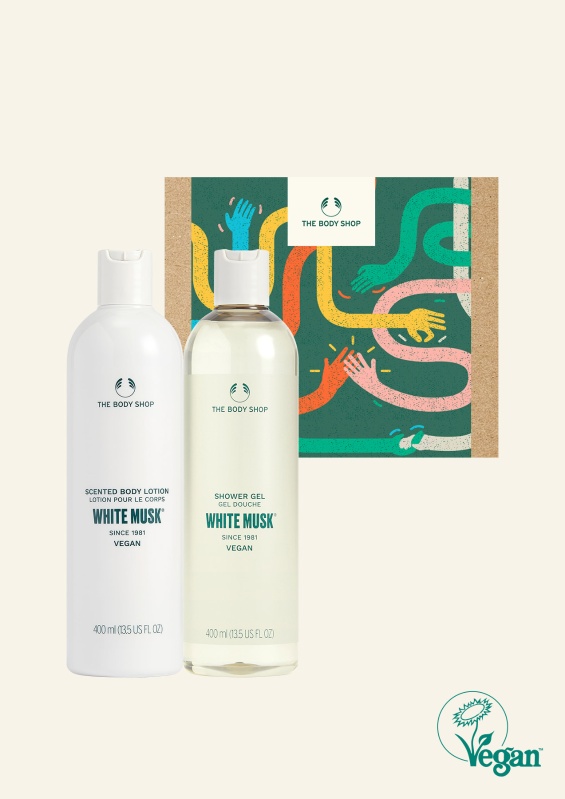 THE BODY SHOP
THE BODY SHOP
SCENTED BODY LOTION
LOTION POUR LE CORPS
WHITE MUSK®
SINCE 1981
VEGAN
400 ml (13.5 US FL OZ)
THE BODY SHOP
SHOWER GEL
GEL DOUCHE
WHITE MUSK®
SINCE 1981
VEGAN
400 ml (13.5 US FL OZ)
Vegan™